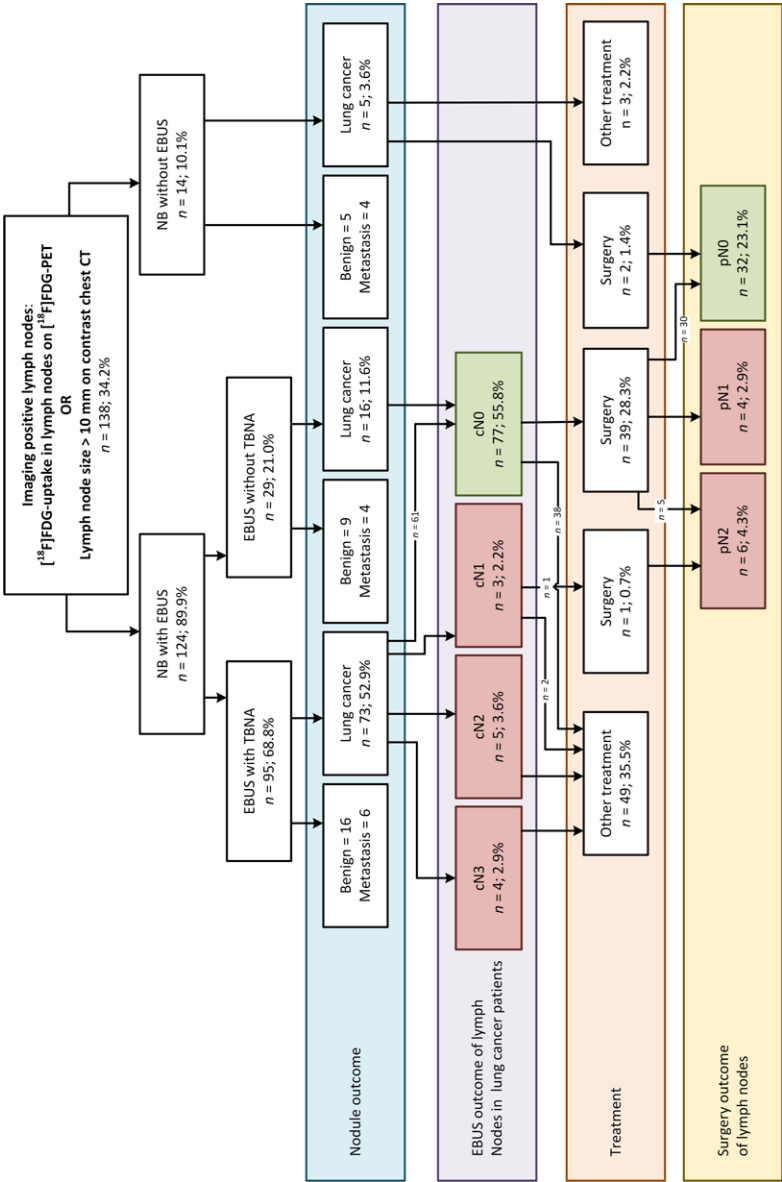 Imaging positive lymph nodes:
[¹⁸F]FDG-uptake in lymph nodes on [¹⁸F]FDG-PET
OR
Lymph node size > 10 mm on contrast chest CT
n = 138; 34.2%
NB with EBUS
n = 124; 89.9%
NB without EBUS
n = 14; 10.1%
EBUS with TBNA
n = 95; 68.8%
EBUS without TBNA
n = 29; 21.0%
Nodule outcome
Benign = 16
Metastasis = 6
Lung cancer
n = 73; 52.9%
Benign = 9
Metastasis = 4
Lung cancer
n = 16; 11.6%
Benign = 5
Metastasis = 4
Lung cancer
n = 5; 3.6%
n = 61
EBUS outcome of lymph
Nodes in lung cancer patients
cN3
n = 4; 2.9%
cN2
n = 5; 3.6%
cN1
n = 3; 2.2%
cN0
n = 77; 55.8%
n = 2
n = 1
n = 38
Treatment
Other treatment
n = 49; 35.5%
Surgery
n = 1; 0.7%
Surgery
n = 39; 28.3%
Surgery
n = 2; 1.4%
Other treatment
n = 3; 2.2%
n = 5
n = 30
Surgery outcome
of lymph nodes
pN2
n = 6; 4.3%
pN1
n = 4; 2.9%
pN0
n = 32; 23.1%